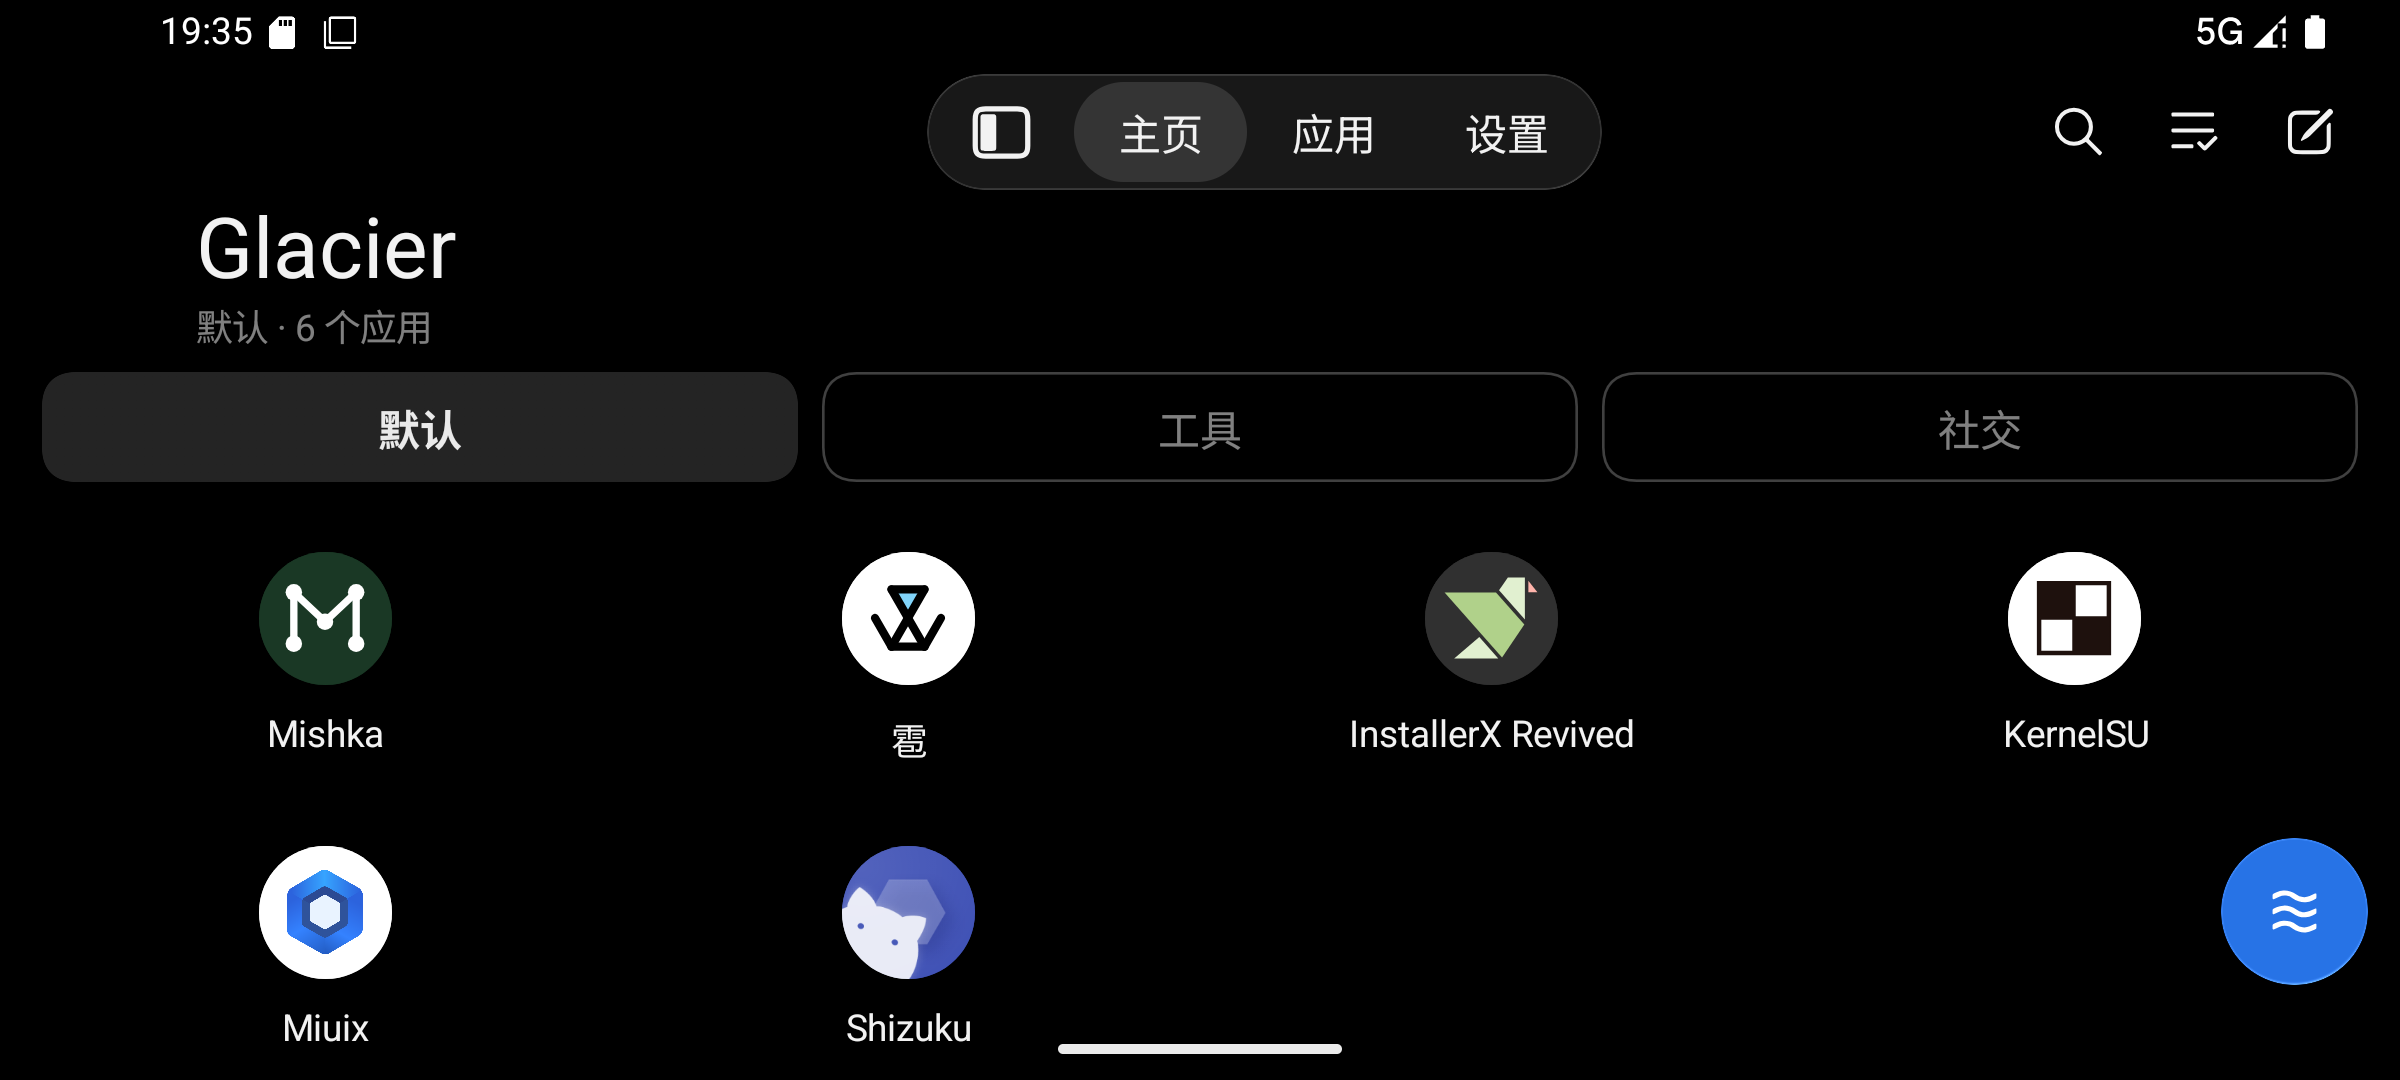 19:35
5G
主页 应用 设置
Glacier
默认 · 6 个应用
默认 工具 社交
Mishka 雹 InstallerX Revived KernelSU
Miuix Shizuku